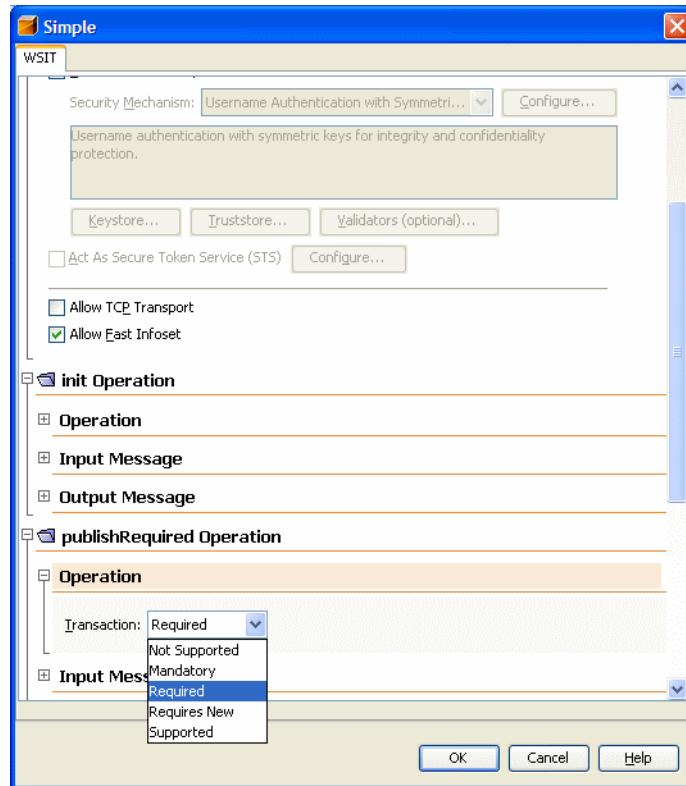 Simple
WSIT
Security Mechanism: Username Authentication with Symmetri... Configure...
Username authentication with symmetric keys for integrity and confidentiality
protection.
Keystore... Truststore... Validators (optional)...
Act As Secure Token Service (STS) Configure...
Allow TCP Transport
Allow Fast Infoset
init Operation
Operation
Input Message
Output Message
publishRequired Operation
Operation
Transaction: Required
Not Supported
Mandatory
Input Mess
Required
Requires New
Supported
OK Cancel Help